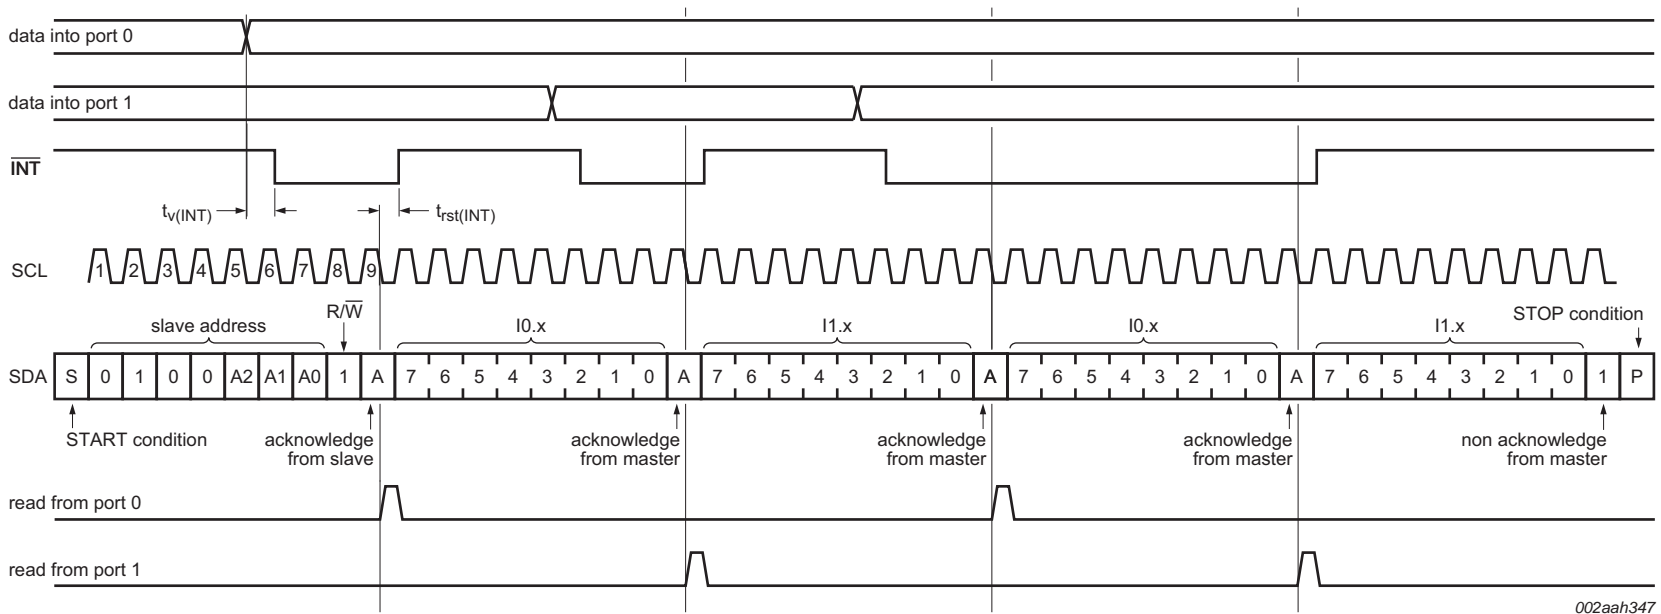 data into port 0
data into port 1
INT
tv(INT)
trst(INT)
SCL
1 2 3 4 5 6 7 8 9
R/W
slave address
I0.x
I1.x
I0.x
I1.x
STOP condition
SDA
S 0 1 0 0 A2 A1 A0 1 A 7 6 5 4 3 2 1 0 A 7 6 5 4 3 2 1 0 A 7 6 5 4 3 2 1 0 A 7 6 5 4 3 2 1 0 1 P
START condition
acknowledge
from slave
acknowledge
from master
acknowledge
from master
acknowledge
from master
non acknowledge
from master
read from port 0
read from port 1
002aah347